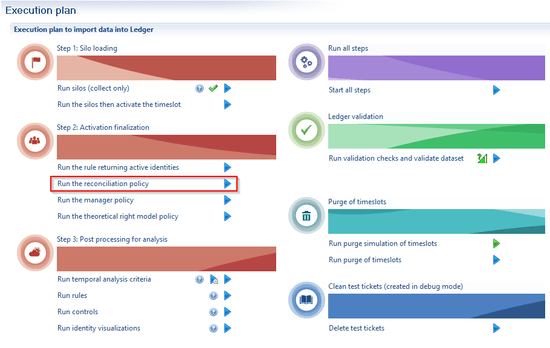 Execution plan
Execution plan to import data into Ledger
Step 1: Silo loading
Run silos (collect only)
Run the silos then activate the timeslot
Step 2: Activation finalization
Run the rule returning active identities
Run the reconciliation policy
Run the manager policy
Run the theoretical right model policy
Step 3: Post processing for analysis
Run temporal analysis criteria
Run rules
Run controls
Run identity visualizations
Run all steps
Start all steps
Ledger validation
Run validation checks and validate dataset
Purge of timeslots
Run purge simulation of timeslots
Run purge of timeslots
Clean test tickets (created in debug mode)
Delete test tickets